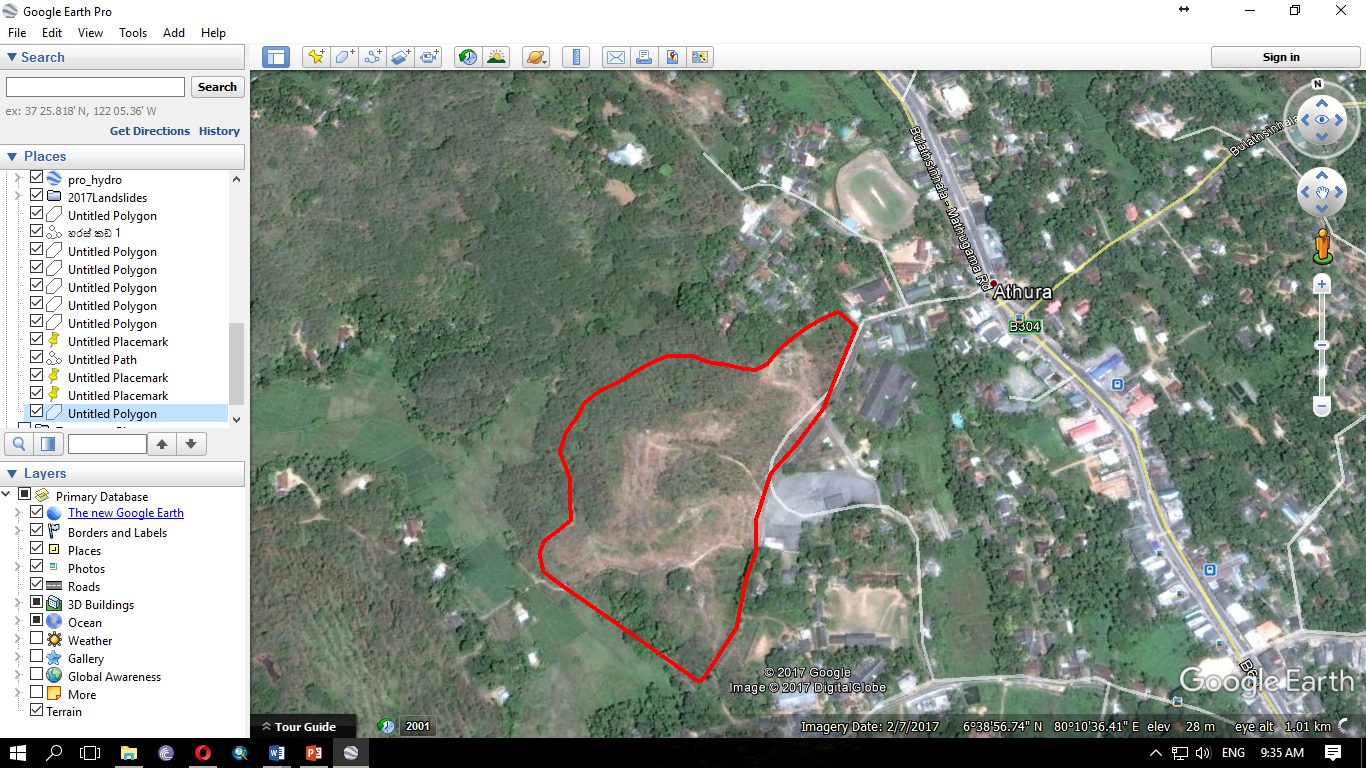 Google Earth Pro
File Edit View Tools Add Help
Search
Sign in
Search
ex: 37 25.818' N, 122 05.36' W
Get Directions History
Places
pro_hydro
2017Landslides
Untitled Polygon
හරස් කඩ 1
Untitled Polygon
Untitled Polygon
Untitled Polygon
Untitled Polygon
Untitled Polygon
Untitled Placemark
Untitled Path
Untitled Placemark
Untitled Placemark
Untitled Polygon
Layers
Primary Database
The new Google Earth
Borders and Labels
Places
Photos
Roads
3D Buildings
Ocean
Weather
Gallery
Global Awareness
More
Terrain
N
Bulathsinhala - Mathugama Rd
Bulathsinhala
Athura
B304
© 2017 Google
Image © 2017 DigitalGlobe
Google Earth
Tour Guide
2001
Imagery Date: 2/7/2017 6°38'56.74" N 80°10'36.41" E elev 28 m eye alt 1.01 km
ENG 9:35 AM